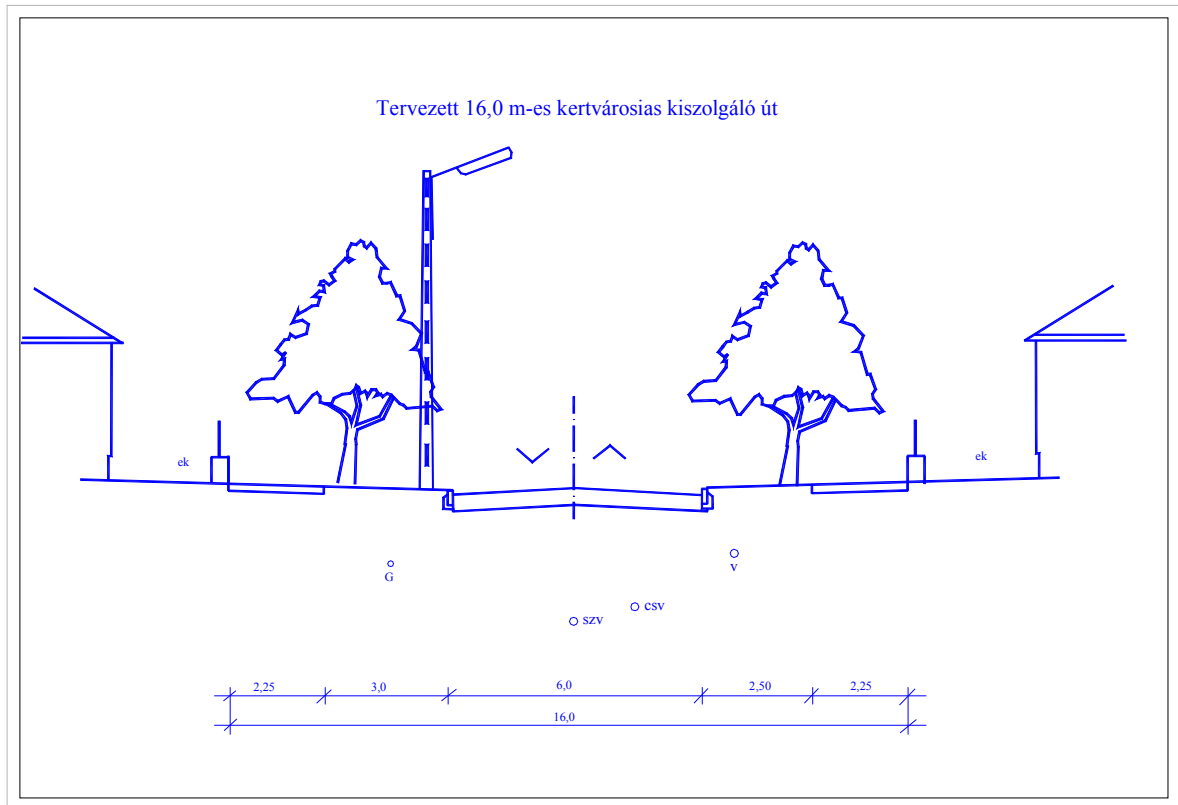 Tervezett 16,0 m-es kertvárosias kiszolgáló út
ek
ek
G
v
csv
szv
2,25 3,0 6,0 2,50 2,25
16,0